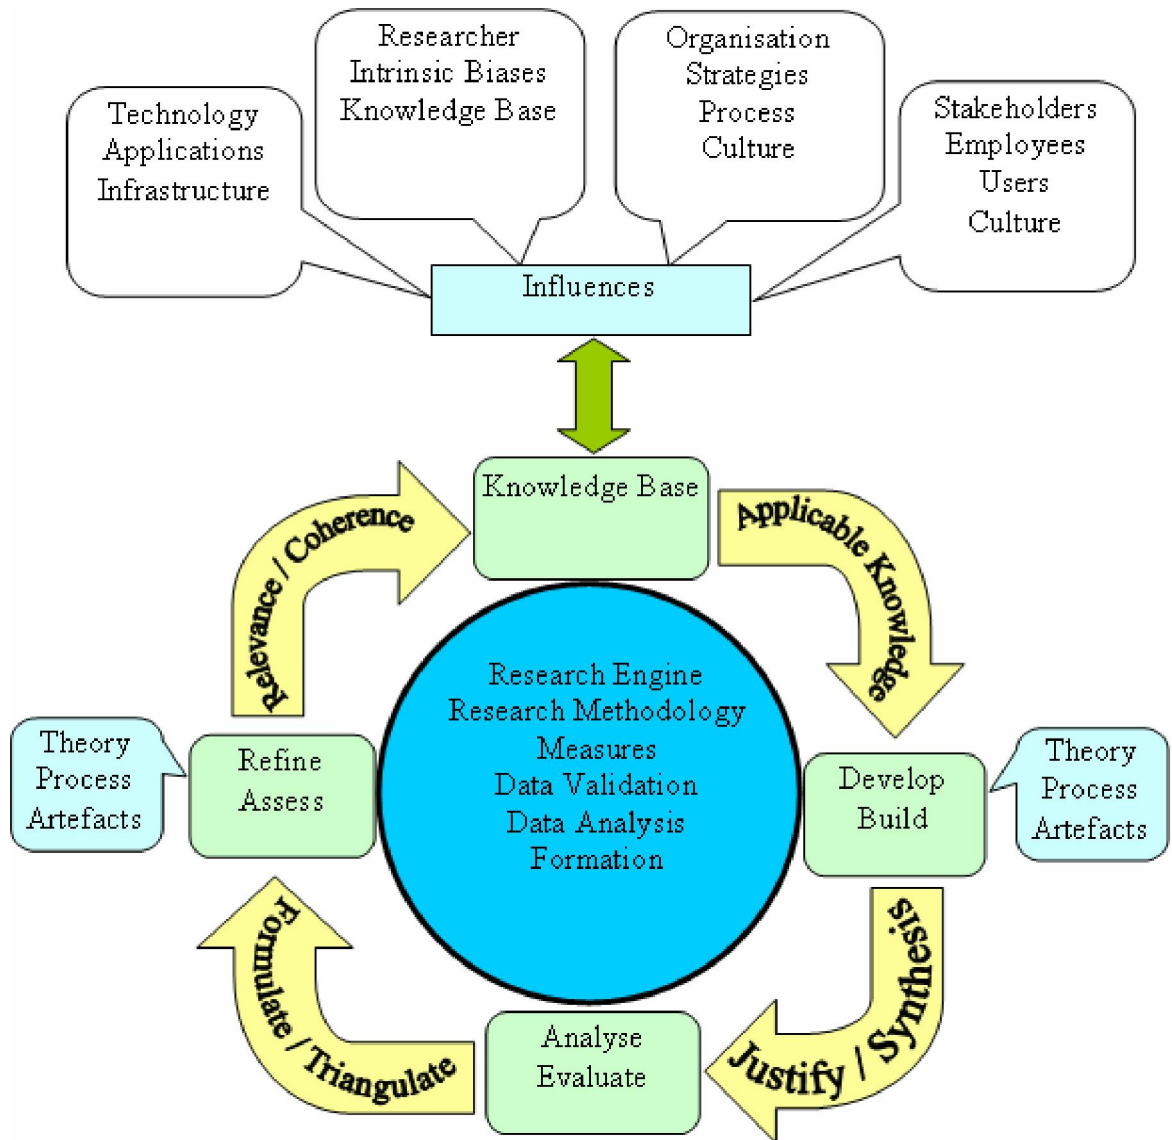 Technology
Applications
Infrastructure
Researcher
Intrinsic Biases
Knowledge Base
Organisation
Strategies
Process
Culture
Stakeholders
Employees
Users
Culture
Influences
Knowledge Base
Applicable Knowledge
Relevance / Coherence
Research Engine
Research Methodology
Measures
Data Validation
Data Analysis
Formation
Theory
Process
Artefacts
Refine
Assess
Develop
Build
Theory
Process
Artefacts
Formulate / Triangulate
Justify / Synthesis
Analyse
Evaluate